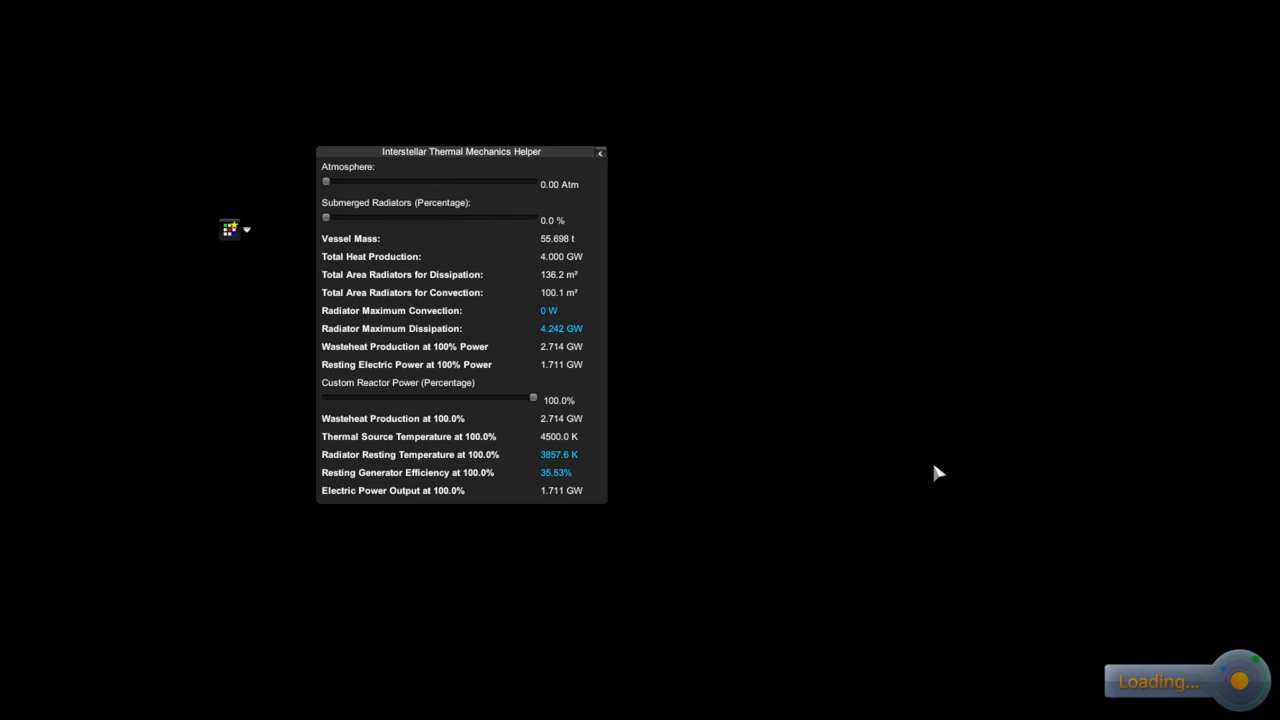 Interstellar Thermal Mechanics Helper
Atmosphere:
0.00 Atm
Submerged Radiators (Percentage):
0.0 %
Vessel Mass: 55.698 t
Total Heat Production: 4.000 GW
Total Area Radiators for Dissipation: 136.2 m²
Total Area Radiators for Convection: 100.1 m²
Radiator Maximum Convection: 0 W
Radiator Maximum Dissipation: 4.242 GW
Wasteheat Production at 100% Power 2.714 GW
Resting Electric Power at 100% Power 1.711 GW
Custom Reactor Power (Percentage)
100.0%
Wasteheat Production at 100.0% 2.714 GW
Thermal Source Temperature at 100.0% 4500.0 K
Radiator Resting Temperature at 100.0% 3857.6 K
Resting Generator Efficiency at 100.0% 35.53%
Electric Power Output at 100.0% 1.711 GW
Loading...